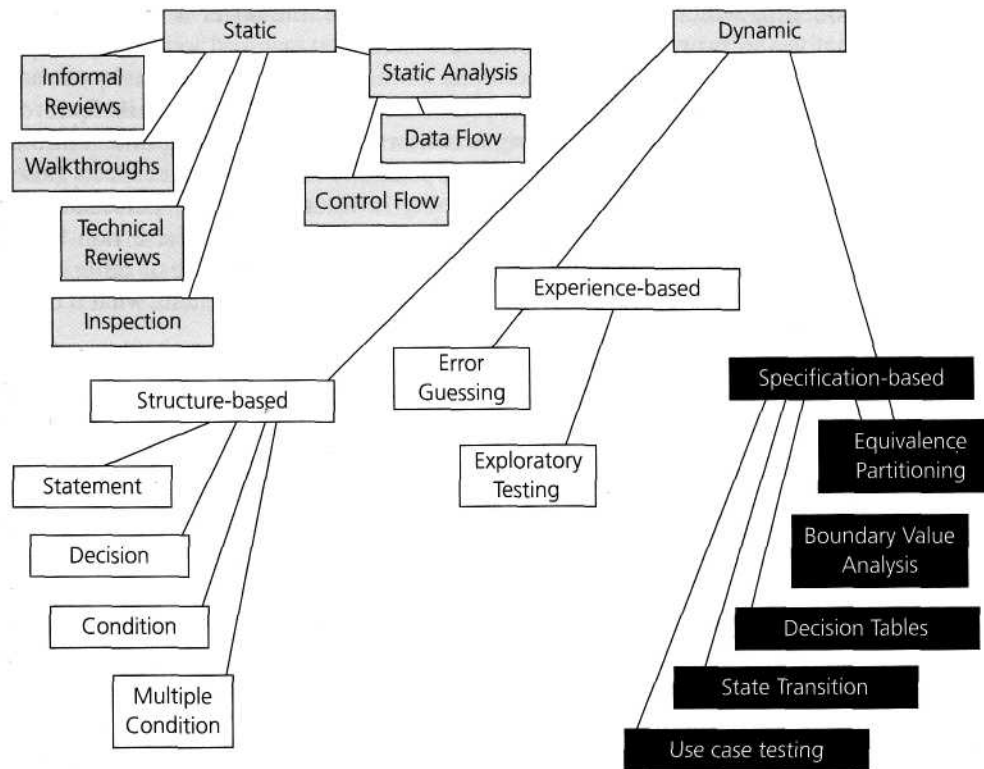 Static
Dynamic
Informal
Reviews
Static Analysis
Data Flow
Walkthroughs
Control Flow
Technical
Reviews
Experience-based
Inspection
Error
Guessing
Specification-based
Structure-based
Equivalence
Partitioning
Exploratory
Testing
Statement
Boundary Value
Analysis
Decision
Condition
Decision Tables
Multiple
Condition
State Transition
Use case testing